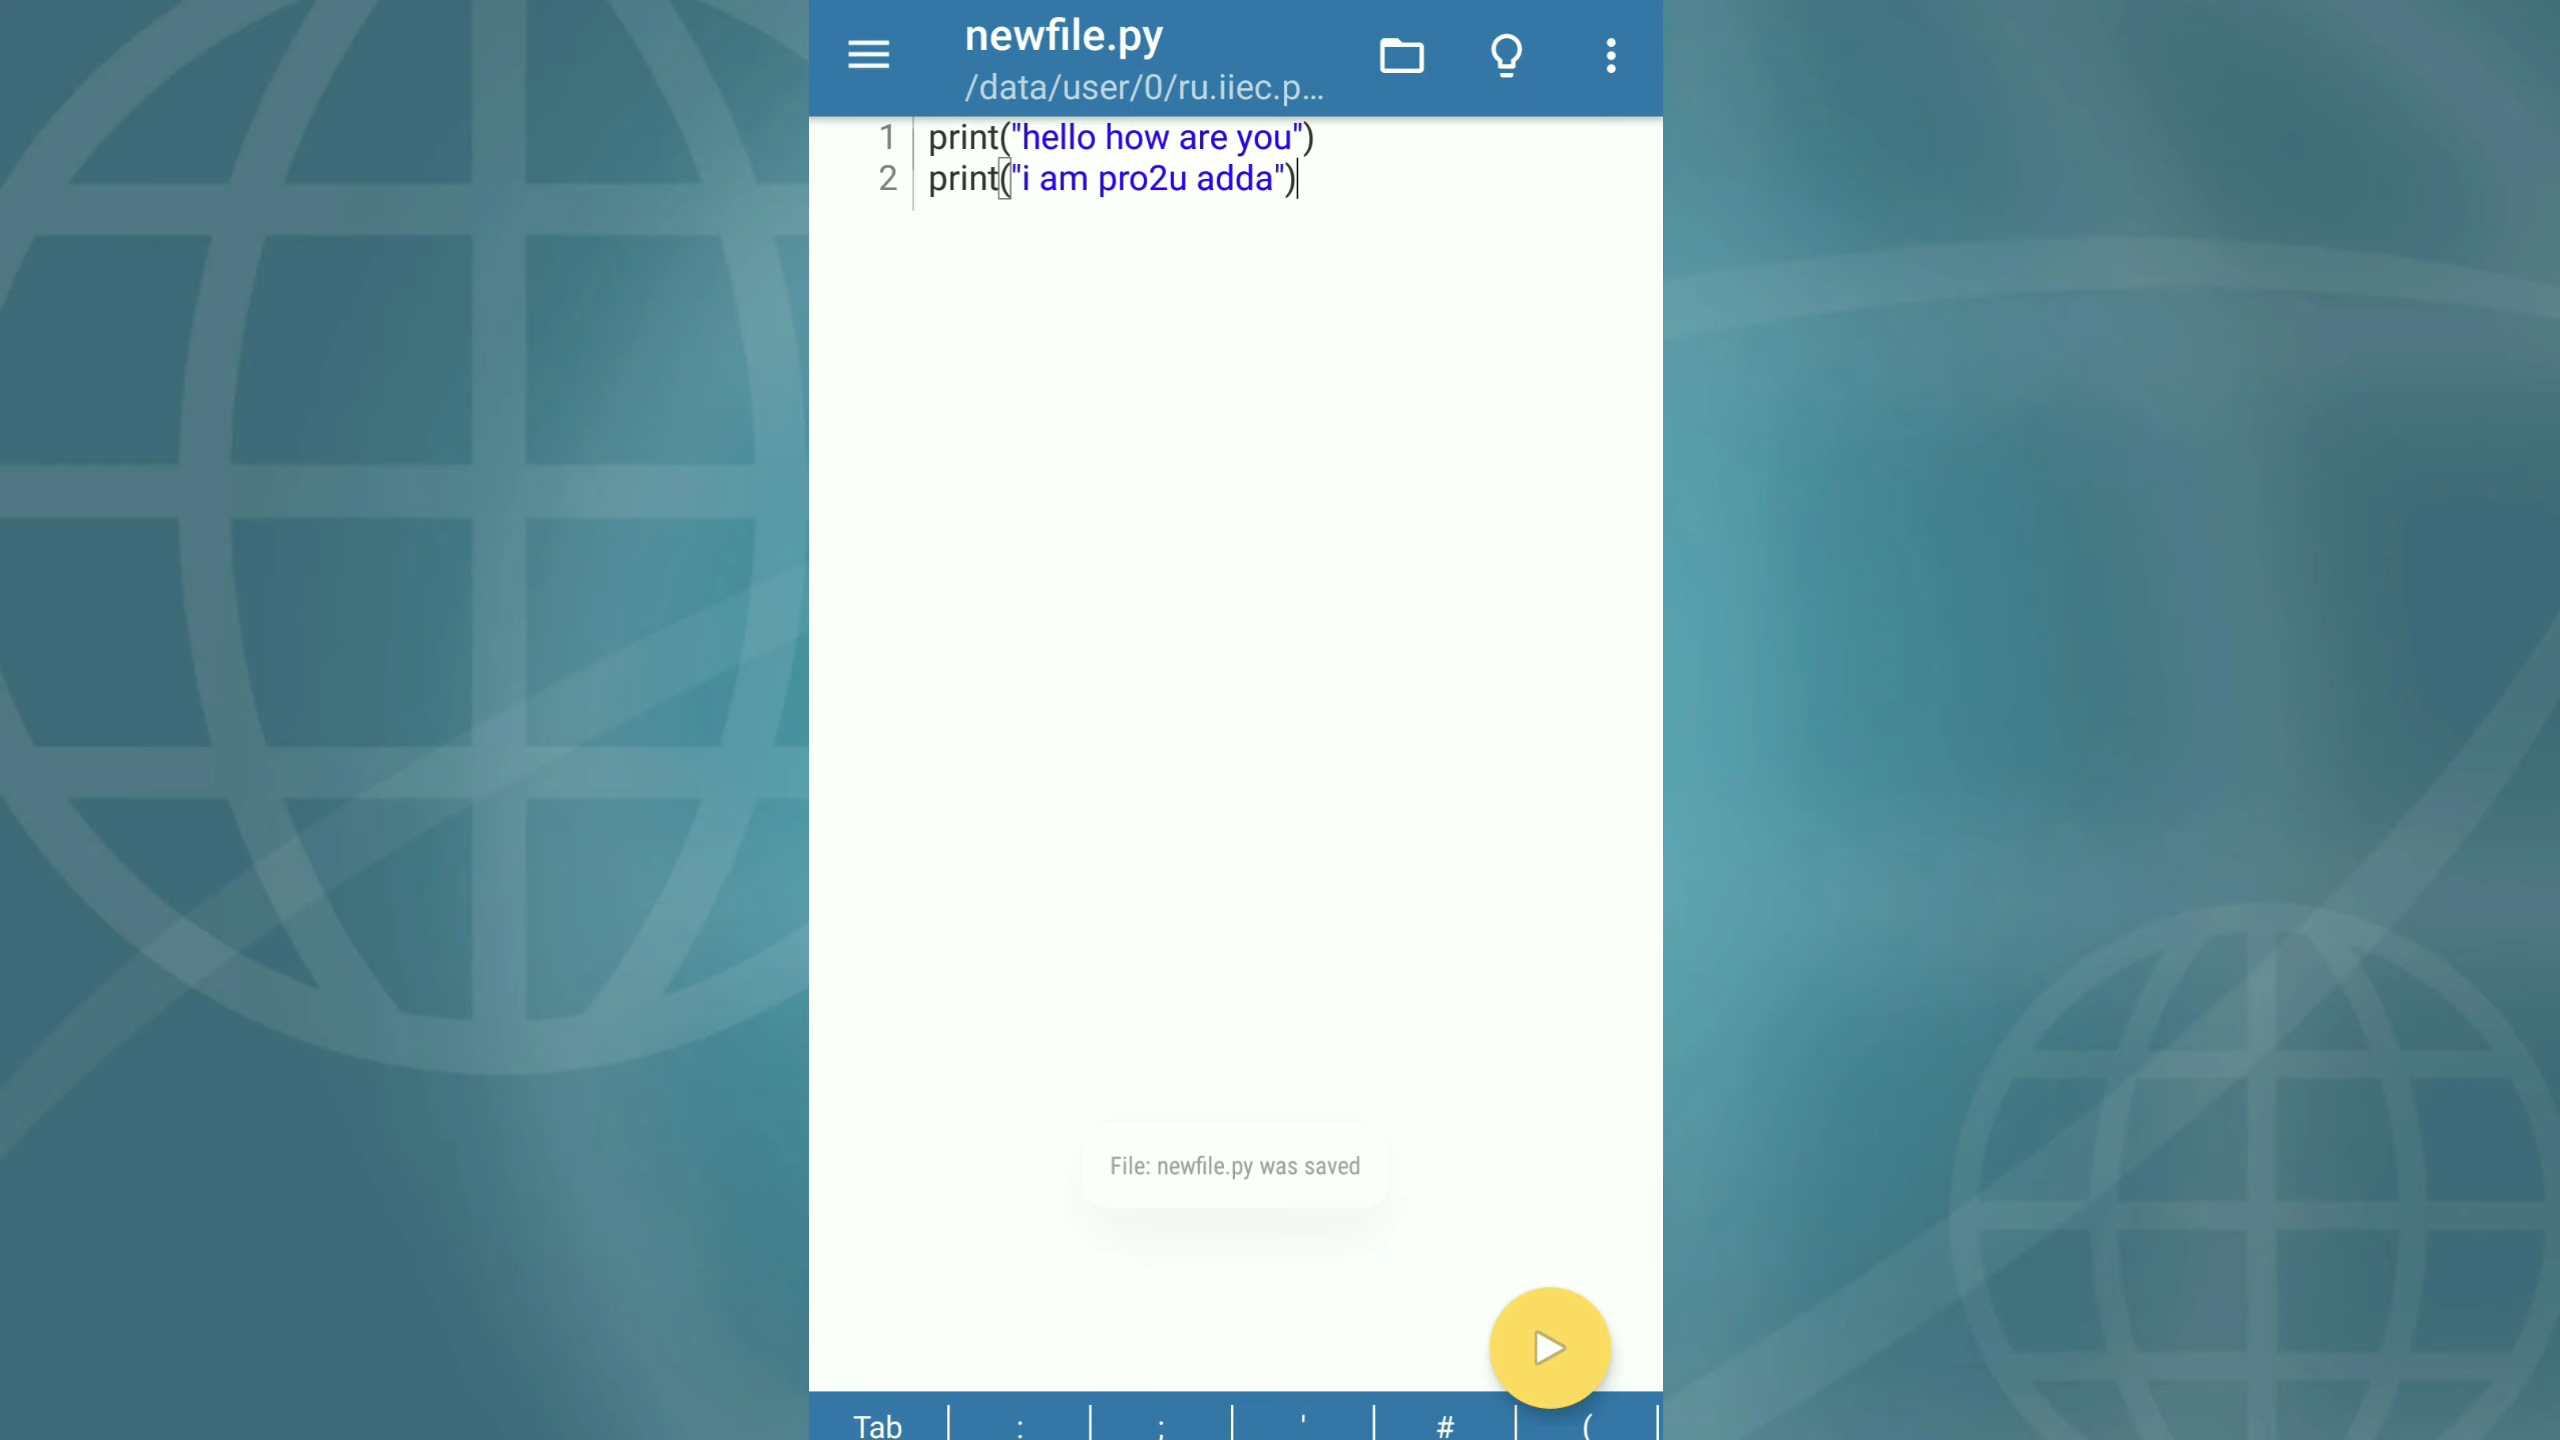 newfile.py
/data/user/0/ru.iiec.p...
1 print("hello how are you")
2 print("i am pro2u adda")
File: newfile.py was saved
Tab : ; ' # (